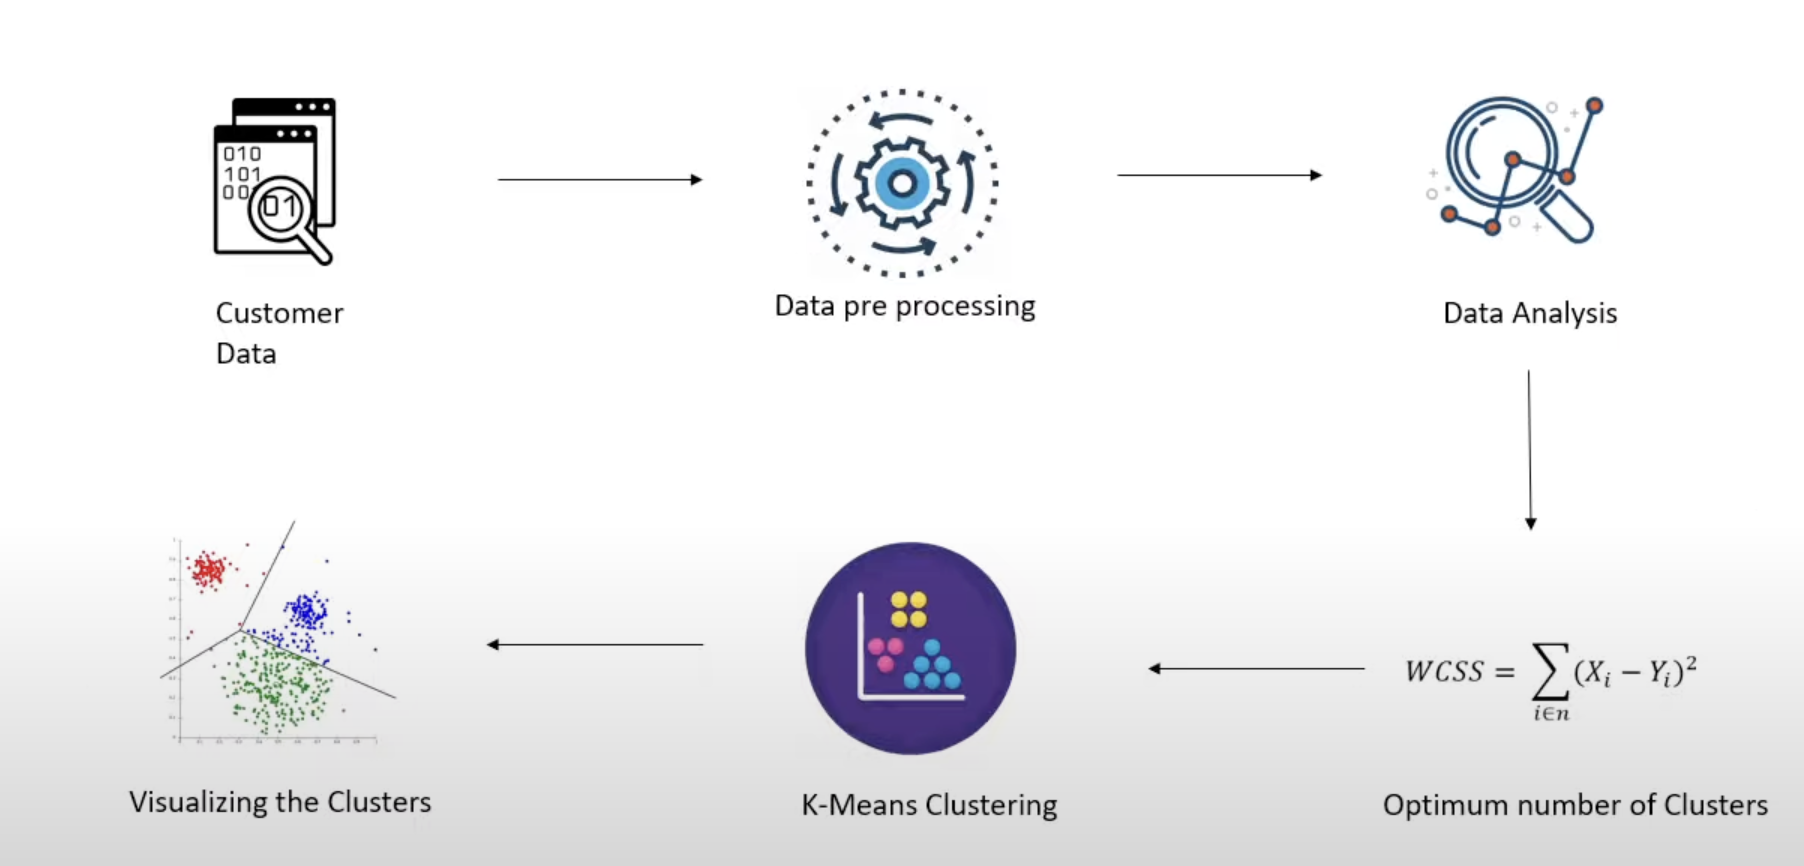 010
101
00
01
Customer
Data
Data pre processing
Data Analysis
Visualizing the Clusters
K-Means Clustering
WCSS = ∑(Xᵢ − Yᵢ)²
i∈n
Optimum number of Clusters